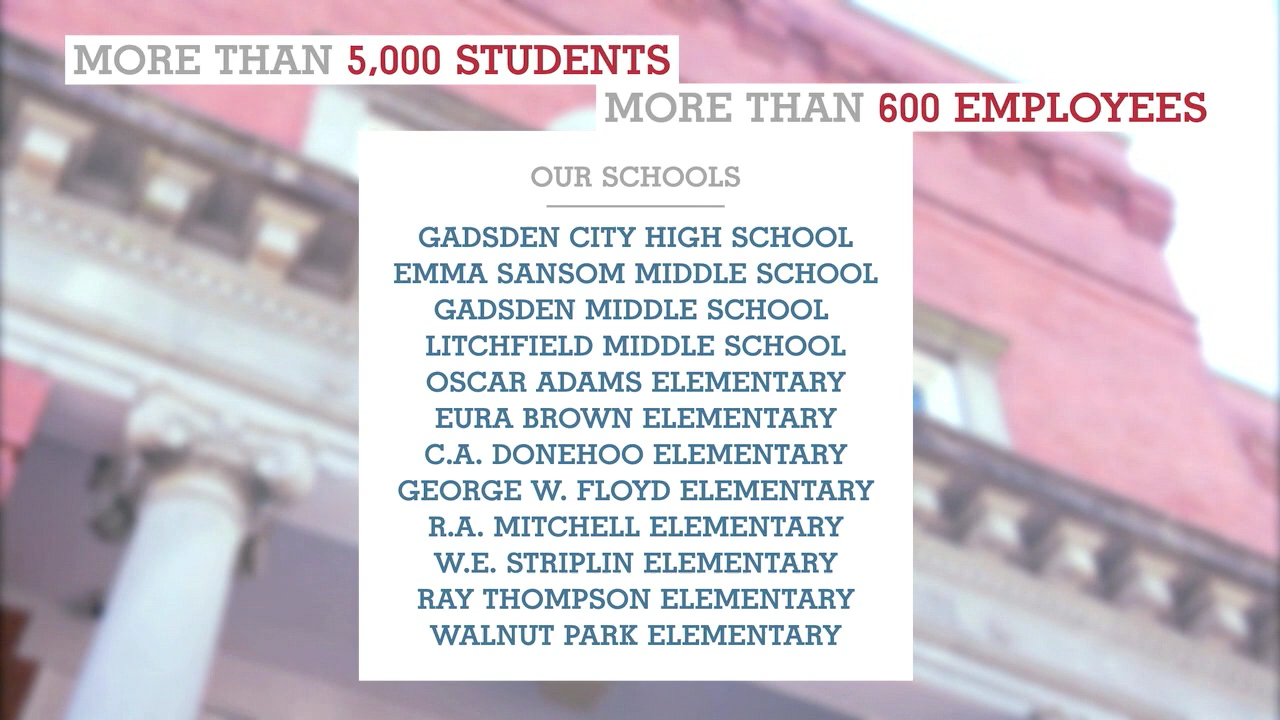 MORE THAN 5,000 STUDENTS
MORE THAN 600 EMPLOYEES
OUR SCHOOLS
GADSDEN CITY HIGH SCHOOL
EMMA SANSOM MIDDLE SCHOOL
GADSDEN MIDDLE SCHOOL
LITCHFIELD MIDDLE SCHOOL
OSCAR ADAMS ELEMENTARY
EURA BROWN ELEMENTARY
C.A. DONEHOO ELEMENTARY
GEORGE W. FLOYD ELEMENTARY
R.A. MITCHELL ELEMENTARY
W.E. STRIPLIN ELEMENTARY
RAY THOMPSON ELEMENTARY
WALNUT PARK ELEMENTARY